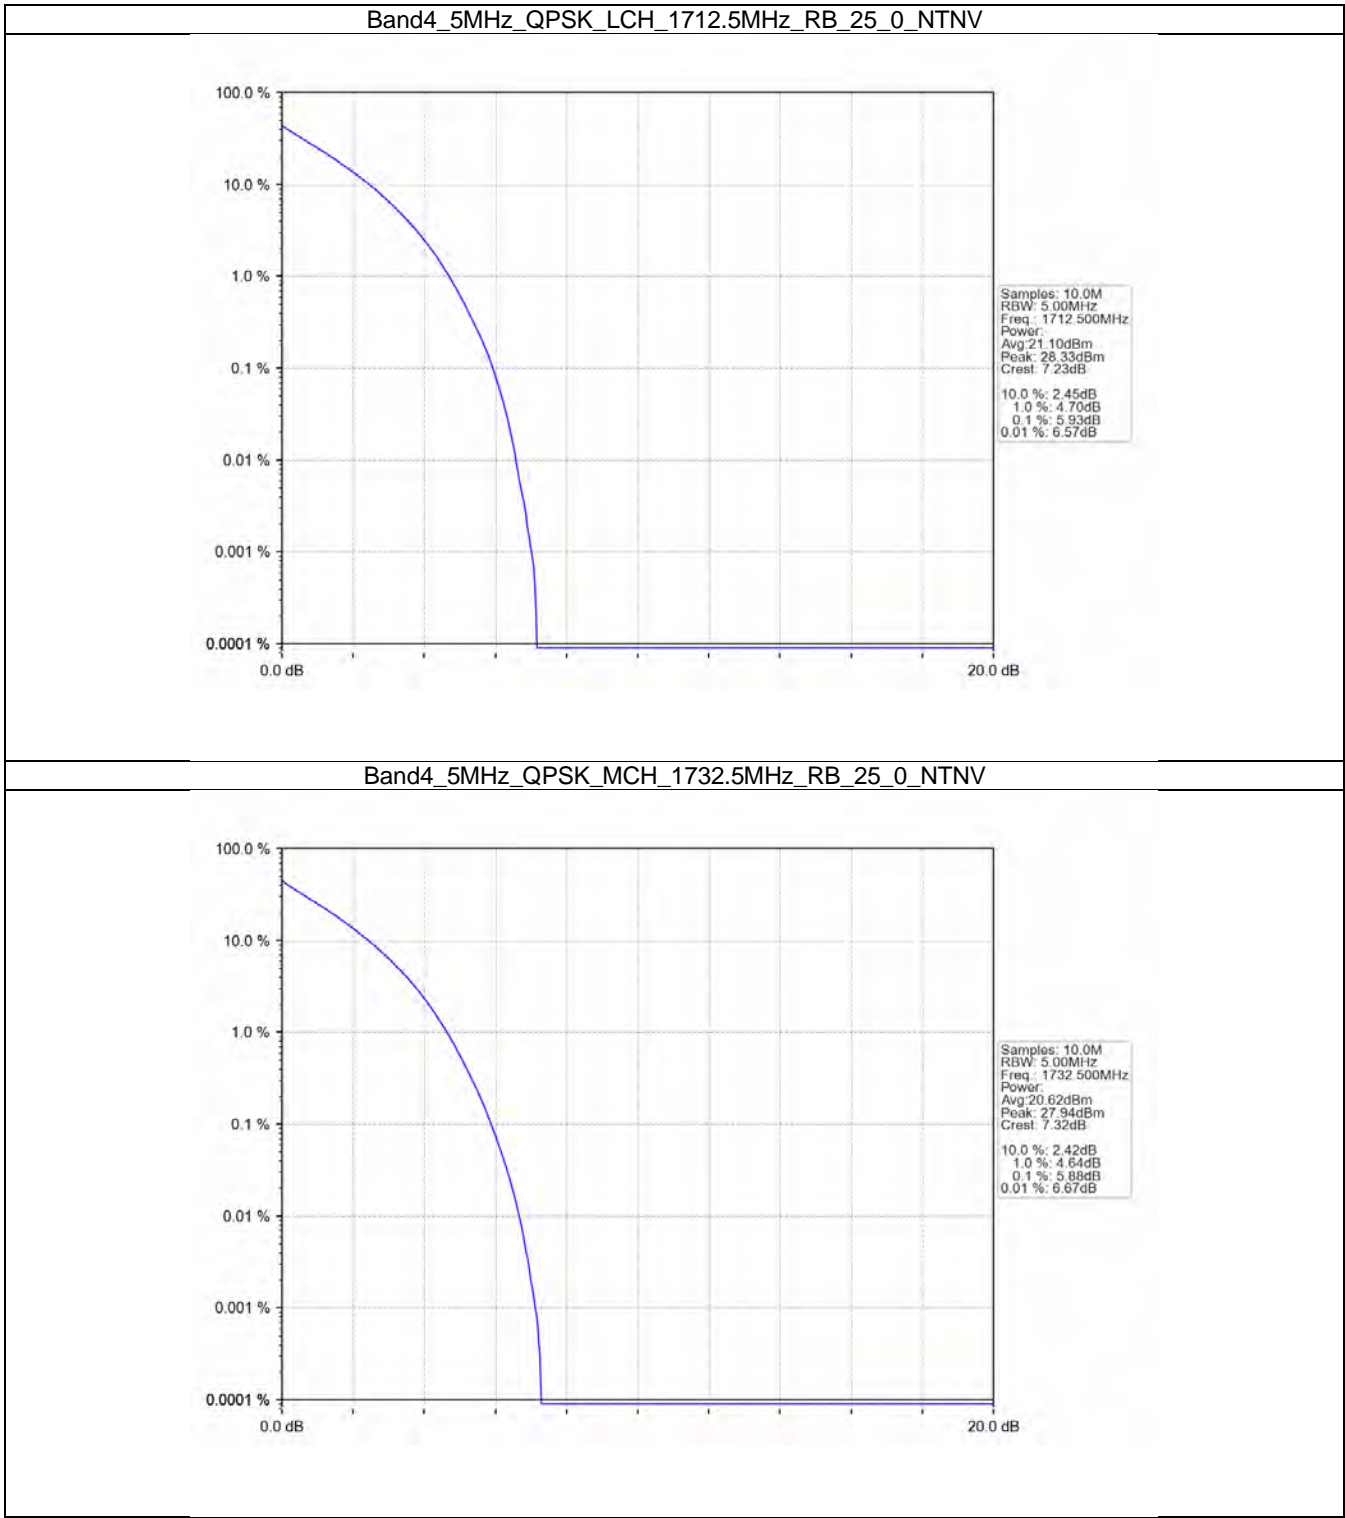 Band4_5MHz_QPSK_LCH_1712.5MHz_RB_25_0_NTNV
100.0 %
10.0 %
1.0 %
0.1 %
0.01 %
0.001 %
0.0001 %
0.0 dB
20.0 dB
Samples: 10.0M
RBW: 5.00MHz
Freq.: 1712.500MHz
Power:
Avg:21.10dBm
Peak: 28.33dBm
Crest: 7.23dB
10.0 %: 2.45dB
1.0 %: 4.70dB
0.1 %: 5.93dB
0.01 %: 6.57dB
Band4_5MHz_QPSK_MCH_1732.5MHz_RB_25_0_NTNV
100.0 %
10.0 %
1.0 %
0.1 %
0.01 %
0.001 %
0.0001 %
0.0 dB
20.0 dB
Samples: 10.0M
RBW: 5.00MHz
Freq.: 1732.500MHz
Power:
Avg:20.62dBm
Peak: 27.94dBm
Crest: 7.32dB
10.0 %: 2.42dB
1.0 %: 4.64dB
0.1 %: 5.88dB
0.01 %: 6.67dB